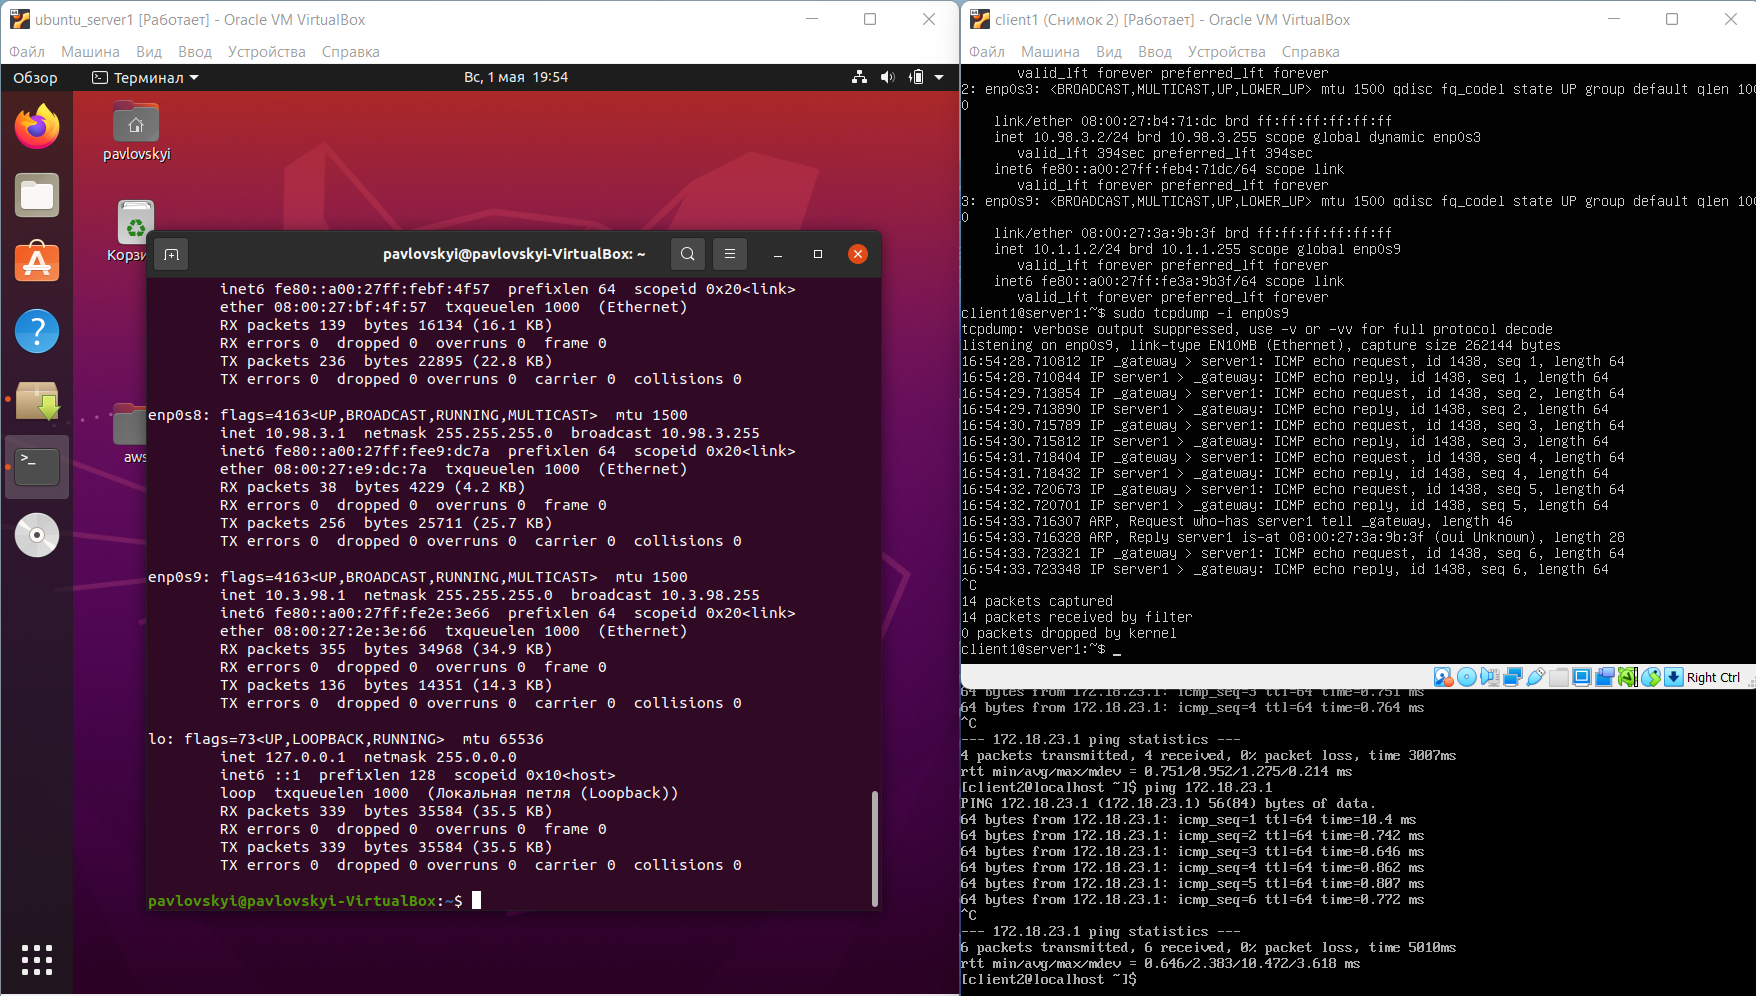 ubuntu_server1 [Работает] - Oracle VM VirtualBox
Файл Машина Вид Ввод Устройства Справка
Обзор Терминал Вс, 1 мая 19:54
pavlovskyi
Корзи
aws
pavlovskyi@pavlovskyi-VirtualBox: ~
inet6 fe80::a00:27ff:febf:4f57 prefixlen 64 scopeid 0x20<link>
ether 08:00:27:bf:4f:57 txqueuelen 1000 (Ethernet)
RX packets 139 bytes 16134 (16.1 KB)
RX errors 0 dropped 0 overruns 0 frame 0
TX packets 236 bytes 22895 (22.8 KB)
TX errors 0 dropped 0 overruns 0 carrier 0 collisions 0
enp0s8: flags=4163<UP,BROADCAST,RUNNING,MULTICAST> mtu 1500
inet 10.98.3.1 netmask 255.255.255.0 broadcast 10.98.3.255
inet6 fe80::a00:27ff:fee9:dc7a prefixlen 64 scopeid 0x20<link>
ether 08:00:27:e9:dc:7a txqueuelen 1000 (Ethernet)
RX packets 38 bytes 4229 (4.2 KB)
RX errors 0 dropped 0 overruns 0 frame 0
TX packets 256 bytes 25711 (25.7 KB)
TX errors 0 dropped 0 overruns 0 carrier 0 collisions 0
enp0s9: flags=4163<UP,BROADCAST,RUNNING,MULTICAST> mtu 1500
inet 10.3.98.1 netmask 255.255.255.0 broadcast 10.3.98.255
inet6 fe80::a00:27ff:fe2e:3e66 prefixlen 64 scopeid 0x20<link>
ether 08:00:27:2e:3e:66 txqueuelen 1000 (Ethernet)
RX packets 355 bytes 34968 (34.9 KB)
RX errors 0 dropped 0 overruns 0 frame 0
TX packets 136 bytes 14351 (14.3 KB)
TX errors 0 dropped 0 overruns 0 carrier 0 collisions 0
lo: flags=73<UP,LOOPBACK,RUNNING> mtu 65536
inet 127.0.0.1 netmask 255.0.0.0
inet6 ::1 prefixlen 128 scopeid 0x10<host>
loop txqueuelen 1000 (Локальная петля (Loopback))
RX packets 339 bytes 35584 (35.5 KB)
RX errors 0 dropped 0 overruns 0 frame 0
TX packets 339 bytes 35584 (35.5 KB)
TX errors 0 dropped 0 overruns 0 carrier 0 collisions 0
pavlovskyi@pavlovskyi-VirtualBox:~$
client1 (Снимок 2) [Работает] - Oracle VM VirtualBox
Файл Машина Вид Ввод Устройства Справка
valid_lft forever preferred_lft forever
2: enp0s3: <BROADCAST,MULTICAST,UP,LOWER_UP> mtu 1500 qdisc fq_codel state UP group default qlen 100
0
link/ether 08:00:27:b4:71:dc brd ff:ff:ff:ff:ff:ff
inet 10.98.3.2/24 brd 10.98.3.255 scope global dynamic enp0s3
valid_lft 394sec preferred_lft 394sec
inet6 fe80::a00:27ff:feb4:71dc/64 scope link
valid_lft forever preferred_lft forever
3: enp0s9: <BROADCAST,MULTICAST,UP,LOWER_UP> mtu 1500 qdisc fq_codel state UP group default qlen 100
0
link/ether 08:00:27:3a:9b:3f brd ff:ff:ff:ff:ff:ff
inet 10.1.1.2/24 brd 10.1.1.255 scope global enp0s9
valid_lft forever preferred_lft forever
inet6 fe80::a00:27ff:fe3a:9b3f/64 scope link
valid_lft forever preferred_lft forever
client1@server1:~$ sudo tcpdump -i enp0s9
tcpdump: verbose output suppressed, use -v or -vv for full protocol decode
listening on enp0s9, link-type EN10MB (Ethernet), capture size 262144 bytes
16:54:28.710812 IP _gateway > server1: ICMP echo request, id 1438, seq 1, length 64
16:54:28.710844 IP server1 > _gateway: ICMP echo reply, id 1438, seq 1, length 64
16:54:29.713854 IP _gateway > server1: ICMP echo request, id 1438, seq 2, length 64
16:54:29.713890 IP server1 > _gateway: ICMP echo reply, id 1438, seq 2, length 64
16:54:30.715789 IP _gateway > server1: ICMP echo request, id 1438, seq 3, length 64
16:54:30.715812 IP server1 > _gateway: ICMP echo reply, id 1438, seq 3, length 64
16:54:31.718404 IP _gateway > server1: ICMP echo request, id 1438, seq 4, length 64
16:54:31.718432 IP server1 > _gateway: ICMP echo reply, id 1438, seq 4, length 64
16:54:32.720673 IP _gateway > server1: ICMP echo request, id 1438, seq 5, length 64
16:54:32.720701 IP server1 > _gateway: ICMP echo reply, id 1438, seq 5, length 64
16:54:33.716307 ARP, Request who-has server1 tell _gateway, length 46
16:54:33.716328 ARP, Reply server1 is-at 08:00:27:3a:9b:3f (oui Unknown), length 28
16:54:33.723321 IP _gateway > server1: ICMP echo request, id 1438, seq 6, length 64
16:54:33.723348 IP server1 > _gateway: ICMP echo reply, id 1438, seq 6, length 64
^C
14 packets captured
14 packets received by filter
0 packets dropped by kernel
client1@server1:~$ _
Right Ctrl
64 bytes from 172.18.23.1: icmp_seq=3 ttl=64 time=0.751 ms
64 bytes from 172.18.23.1: icmp_seq=4 ttl=64 time=0.764 ms
^C
--- 172.18.23.1 ping statistics ---
4 packets transmitted, 4 received, 0% packet loss, time 3007ms
rtt min/avg/max/mdev = 0.751/0.952/1.275/0.214 ms
[client2@localhost ~]$ ping 172.18.23.1
PING 172.18.23.1 (172.18.23.1) 56(84) bytes of data.
64 bytes from 172.18.23.1: icmp_seq=1 ttl=64 time=10.4 ms
64 bytes from 172.18.23.1: icmp_seq=2 ttl=64 time=0.742 ms
64 bytes from 172.18.23.1: icmp_seq=3 ttl=64 time=0.646 ms
64 bytes from 172.18.23.1: icmp_seq=4 ttl=64 time=0.862 ms
64 bytes from 172.18.23.1: icmp_seq=5 ttl=64 time=0.807 ms
64 bytes from 172.18.23.1: icmp_seq=6 ttl=64 time=0.772 ms
^C
--- 172.18.23.1 ping statistics ---
6 packets transmitted, 6 received, 0% packet loss, time 5010ms
rtt min/avg/max/mdev = 0.646/2.383/10.472/3.618 ms
[client2@localhost ~]$